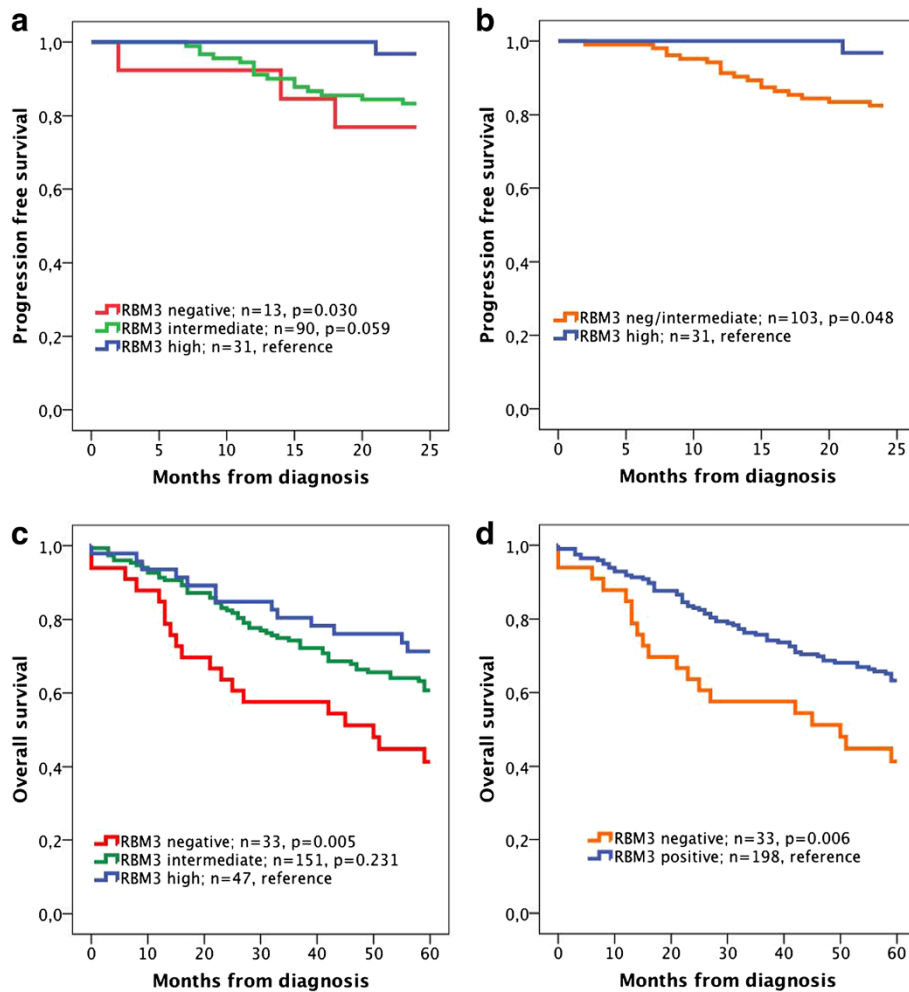 a
Progression free survival
1,0
0,8
0,6
0,4
0,2
0,0
RBM3 negative; n=13, p=0.030
RBM3 intermediate; n=90, p=0.059
RBM3 high; n=31, reference
0 5 10 15 20 25
Months from diagnosis
b
Progression free survival
1,0
0,8
0,6
0,4
0,2
0,0
RBM3 neg/intermediate; n=103, p=0.048
RBM3 high; n=31, reference
0 5 10 15 20 25
Months from diagnosis
c
Overall survival
1,0
0,8
0,6
0,4
0,2
0,0
RBM3 negative; n=33, p=0.005
RBM3 intermediate; n=151, p=0.231
RBM3 high; n=47, reference
0 10 20 30 40 50 60
Months from diagnosis
d
Overall survival
1,0
0,8
0,6
0,4
0,2
0,0
RBM3 negative; n=33, p=0.006
RBM3 positive; n=198, reference
0 10 20 30 40 50 60
Months from diagnosis